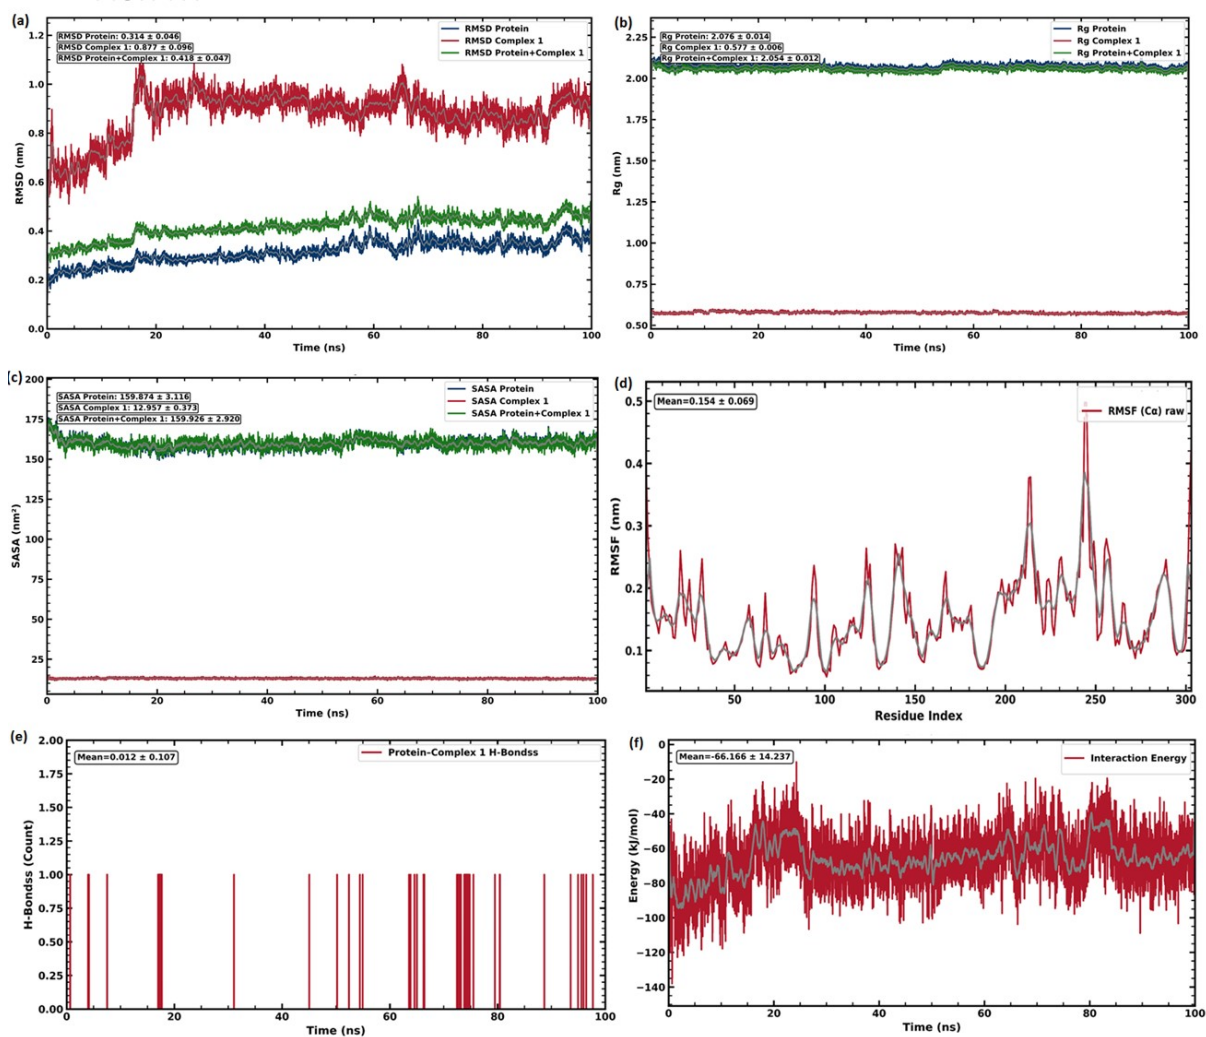 (a)
RMSD Protein: 0.314 ± 0.046
RMSD Complex 1: 0.877 ± 0.096
RMSD Protein+Complex 1: 0.418 ± 0.047
RMSD Protein
RMSD Complex 1
RMSD Protein+Complex 1
1.2
1.0
0.8
0.6
0.4
0.2
0.0
RMSD (nm)
0 20 40 60 80 100
Time (ns)
(b)
Rg Protein: 2.076 ± 0.014
Rg Complex 1: 0.577 ± 0.006
Rg Protein+Complex 1: 2.054 ± 0.012
Rg Protein
Rg Complex 1
Rg Protein+Complex 1
2.25
2.00
1.75
1.50
1.25
1.00
0.75
0.50
Rg (nm)
0 20 40 60 80 100
Time (ns)
(c)
SASA Protein: 159.874 ± 3.116
SASA Complex 1: 12.957 ± 0.373
SASA Protein+Complex 1: 159.926 ± 2.920
SASA Protein
SASA Complex 1
SASA Protein+Complex 1
200
175
150
125
100
75
50
25
SASA (nm²)
0 20 40 60 80 100
Time (ns)
(d)
Mean=0.154 ± 0.069
RMSF (Cα) raw
0.5
0.4
0.3
0.2
0.1
RMSF (nm)
50 100 150 200 250 300
Residue Index
(e)
Mean=0.012 ± 0.107
Protein–Complex 1 H-Bondss
2.00
1.75
1.50
1.25
1.00
0.75
0.50
0.25
0.00
H-Bondss (Count)
0 20 40 60 80 100
Time (ns)
(f)
Mean=-66.166 ± 14.237
Interaction Energy
0
−20
−40
−60
−80
−100
−120
−140
Energy (kJ/mol)
0 20 40 60 80 100
Time (ns)